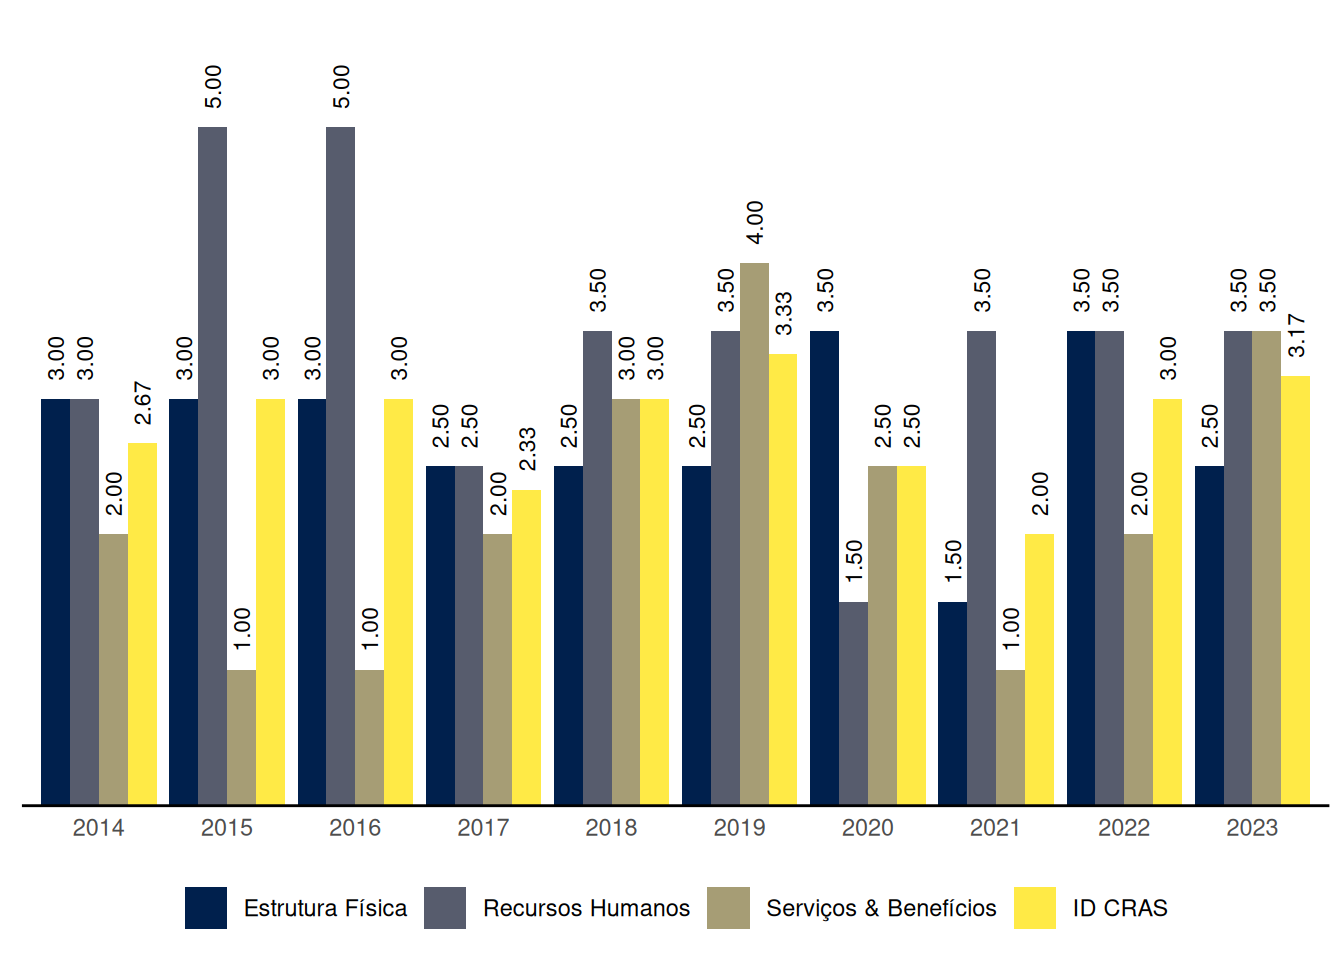 5.00 5.00
4.00
3.50 3.50 3.50 3.50 3.50 3.50 3.50 3.50
3.33
3.17
3.00 3.00 3.00 3.00 3.00 3.00 3.00 3.00 3.00
2.67
2.50 2.50 2.50 2.50 2.50 2.50 2.50
2.33
2.00 2.00 2.00 2.00
1.50 1.50
1.00 1.00 1.00
2014 2015 2016 2017 2018 2019 2020 2021 2022 2023
Estrutura Física Recursos Humanos Serviços & Benefícios ID CRAS